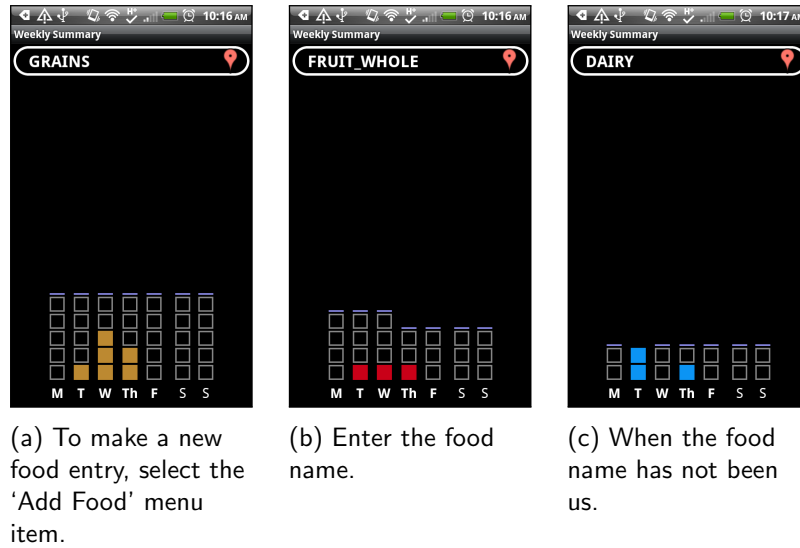 10:16 AM
Weekly Summary
GRAINS
M T W Th F S S
(a) To make a new
food entry, select the
‘Add Food’ menu
item.
10:16 AM
Weekly Summary
FRUIT_WHOLE
M T W Th F S S
(b) Enter the food
name.
10:17 AM
Weekly Summary
DAIRY
M T W Th F S S
(c) When the food
name has not been
us.